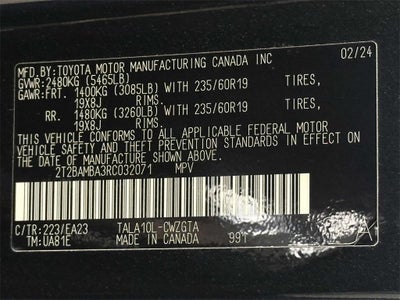 MFD.BY:TOYOTA MOTOR MANUFACTURING CANADA INC 02/24
GVWR:2480KG (5465LB)
GAWR:FRT. 1400KG (3085LB) WITH 235/60R19 TIRES,
19X8J RIMS.
RR. 1480KG (3260LB) WITH 235/60R19 TIRES,
19X8J RIMS.
THIS VEHICLE CONFORMS TO ALL APPLICABLE FEDERAL MOTOR
VEHICLE SAFETY AND THEFT PREVENTION STANDARDS IN EFFECT
ON THE DATE OF MANUFACTURE SHOWN ABOVE.
2T2BAMBA3RC032071 MPV
C/TR:223/EA23 TALA10L-CWZGTA
TM:UA81E MADE IN CANADA 991